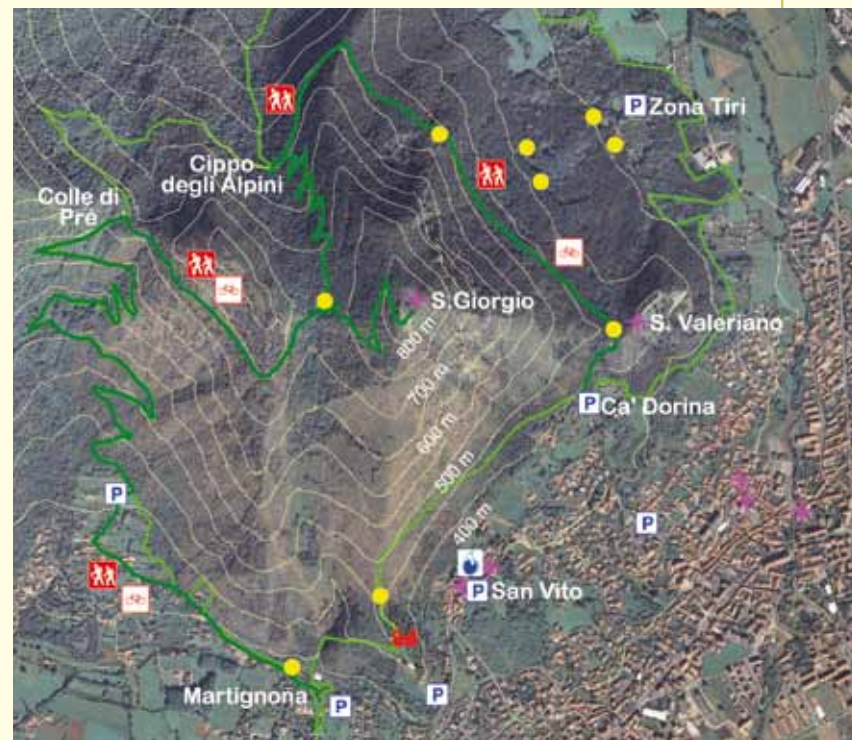 P Zona Tiri
Cippo
degli Alpini
Colle di
Pré
S.Giorgio
S. Valeriano
800 m
700 m
600 m
500 m
400 m
P Ca' Dorina
P
P
P San Vito
Martignona
P
P